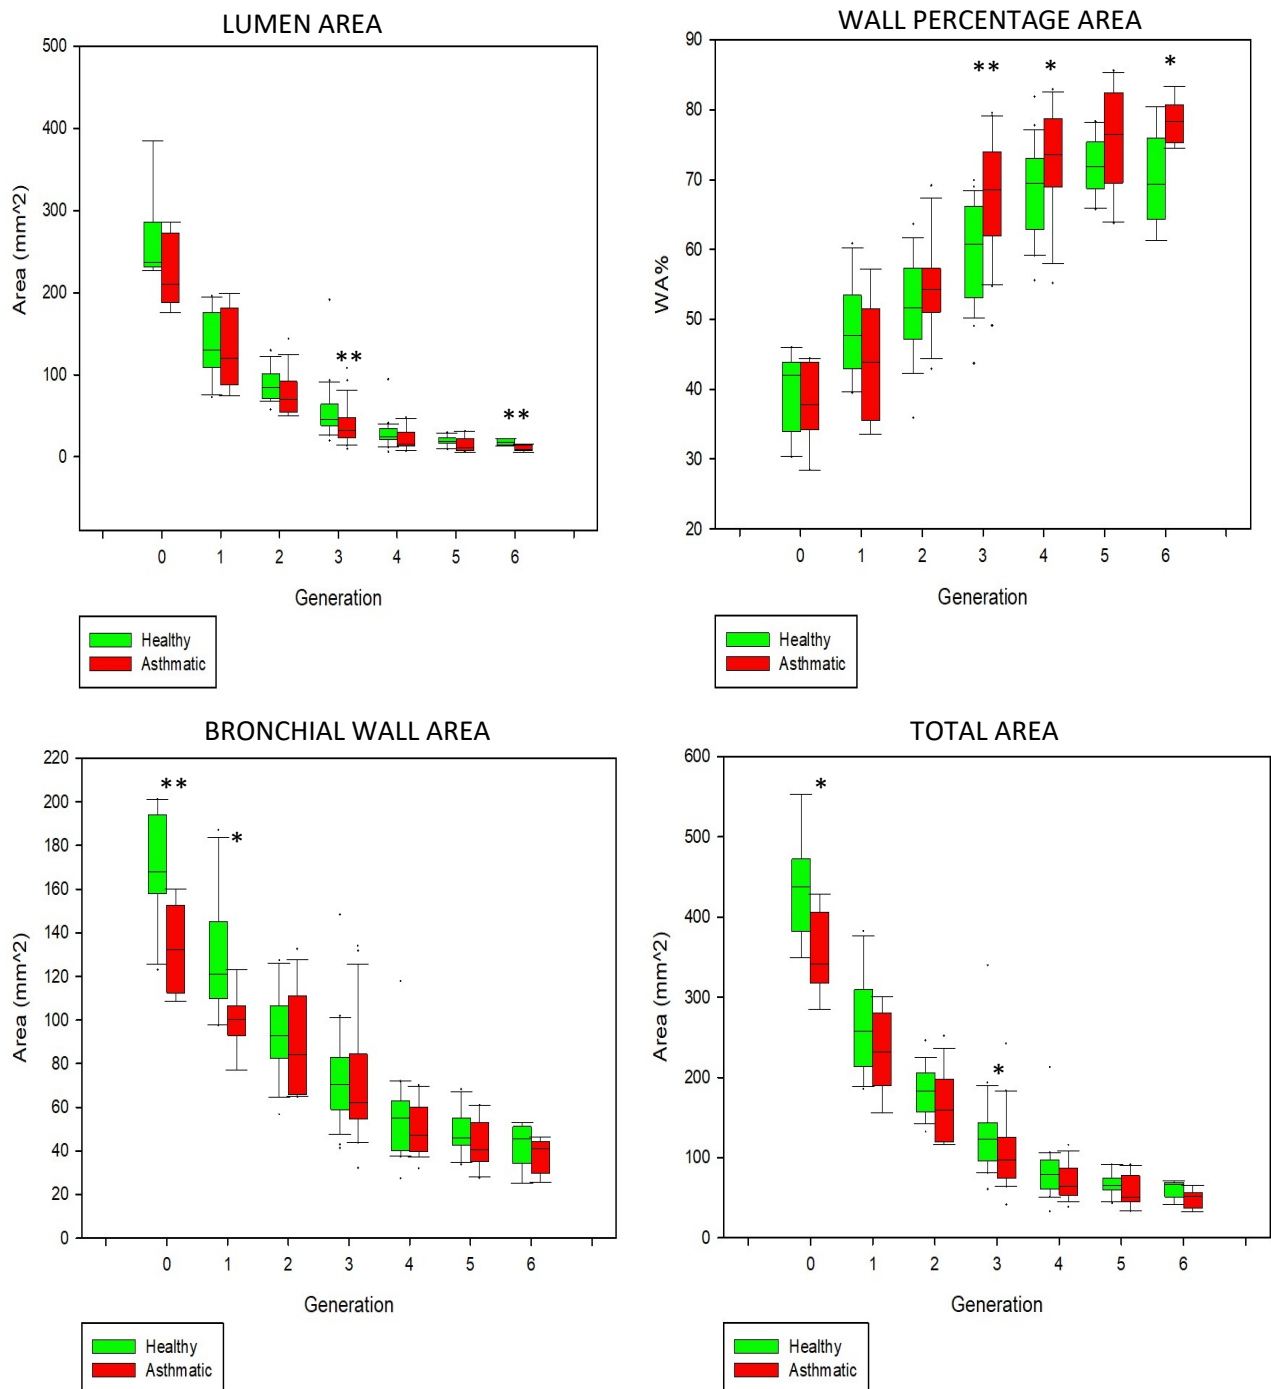 LUMEN AREA
500
400
300
200
100
0
Area (mm^2)
**
**
0 1 2 3 4 5 6
Generation
Healthy
Asthmatic
WALL PERCENTAGE AREA
90
80
70
60
50
40
30
20
WA%
**
*
*
0 1 2 3 4 5 6
Generation
Healthy
Asthmatic
BRONCHIAL WALL AREA
220
200
180
160
140
120
100
80
60
40
20
0
Area (mm^2)
**
*
0 1 2 3 4 5 6
Generation
Healthy
Asthmatic
TOTAL AREA
600
500
400
300
200
100
0
Area (mm^2)
*
*
0 1 2 3 4 5 6
Generation
Healthy
Asthmatic